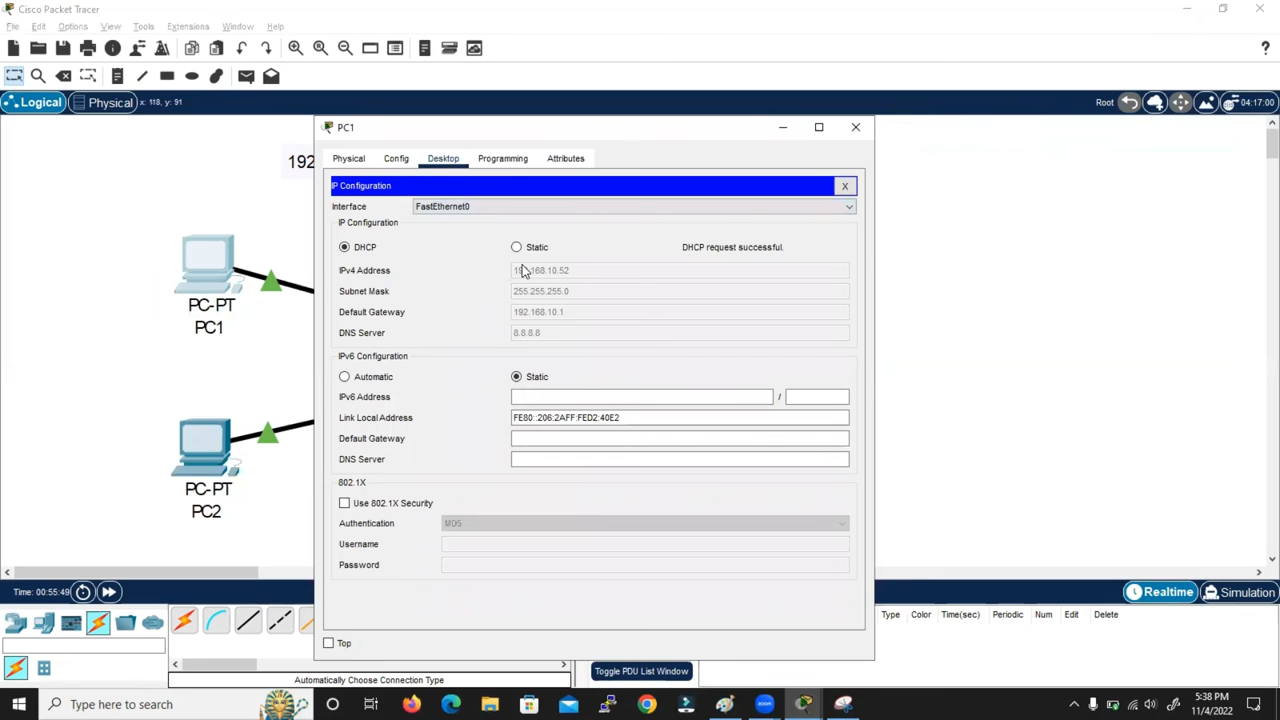 Cisco Packet Tracer
File Edit Options View Tools Extensions Window Help
?
Logical Physical x: 118, y: 91 Root 04:17:00
PC1
192
Physical Config Desktop Programming Attributes
IP Configuration X
Interface FastEthernet0
IP Configuration
DHCP Static DHCP request successful.
IPv4 Address 192.168.10.52
Subnet Mask 255.255.255.0
Default Gateway 192.168.10.1
DNS Server 8.8.8.8
IPv6 Configuration
Automatic Static
IPv6 Address /
Link Local Address FE80::206:2AFF:FED2:40E2
Default Gateway
DNS Server
802.1X
Use 802.1X Security
Authentication MD5
Username
Password
Top
PC-PT
PC1
PC-PT
PC2
Time: 00:55:49 Realtime Simulation
Type Color Time(sec) Periodic Num Edit Delete
Toggle PDU List Window
Automatically Choose Connection Type
Type here to search
5:38 PM
11/4/2022